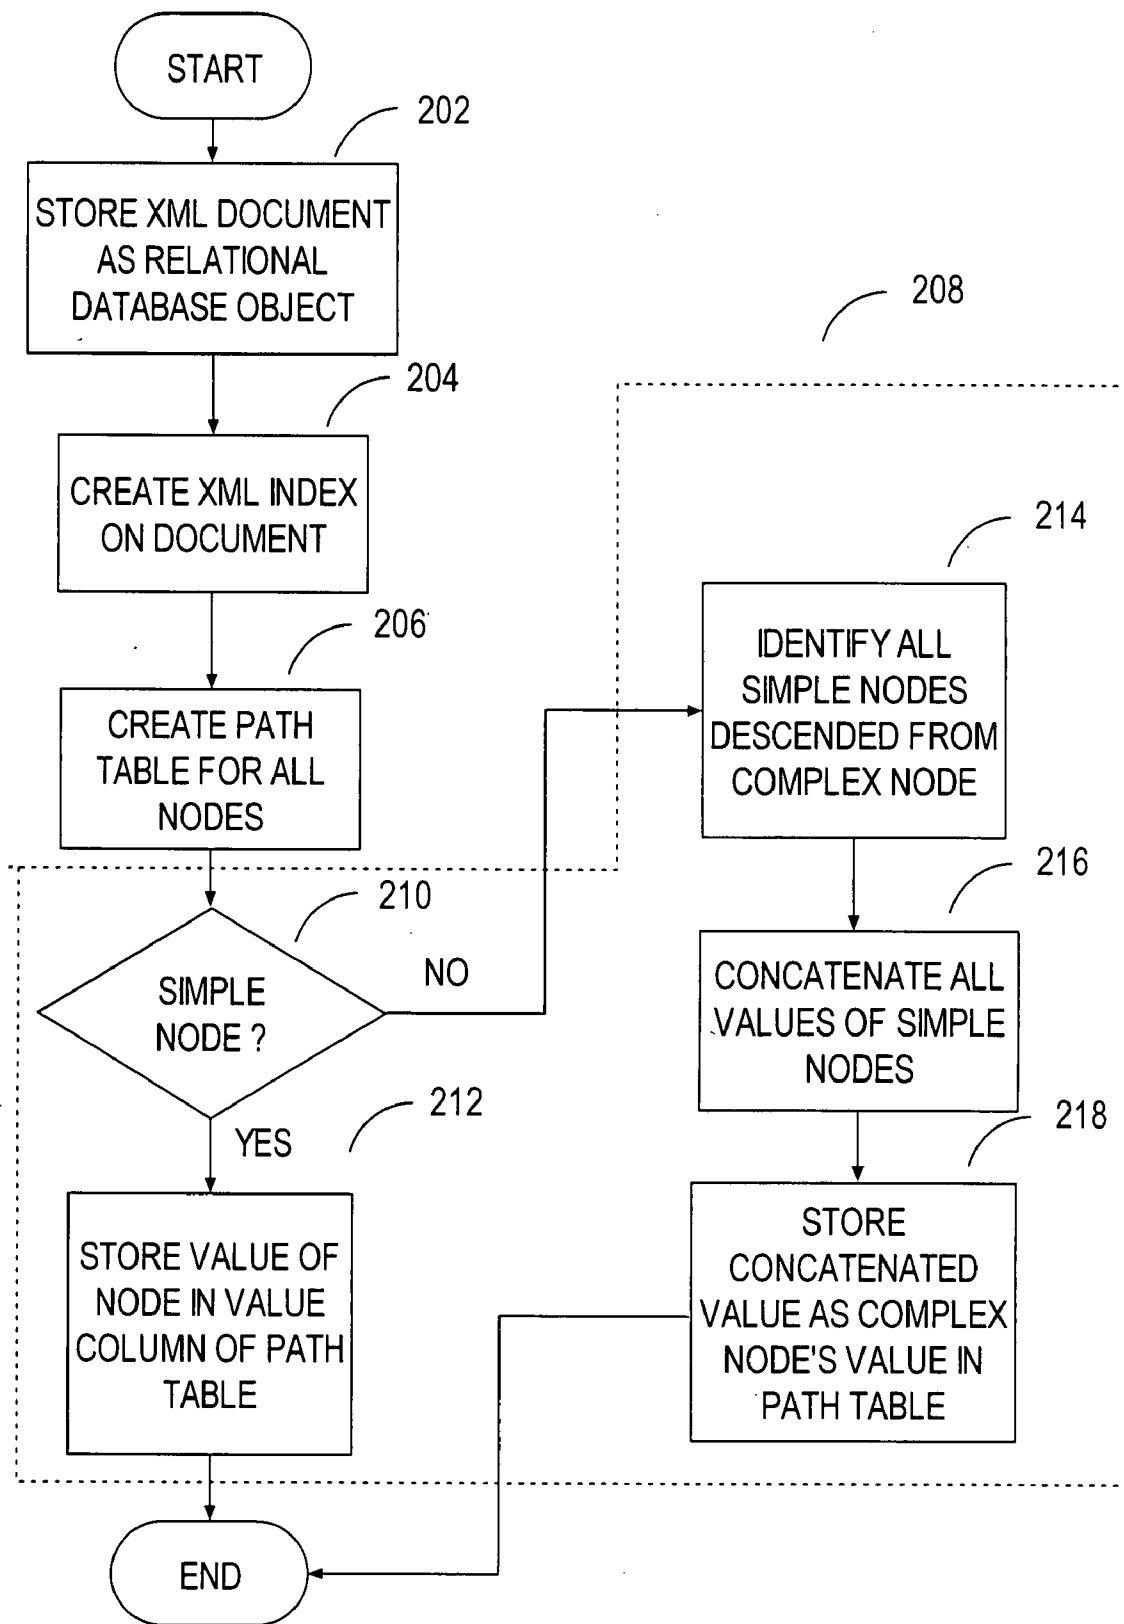 START
202
STORE XML DOCUMENT
AS RELATIONAL
DATABASE OBJECT
204
CREATE XML INDEX
ON DOCUMENT
206
CREATE PATH
TABLE FOR ALL
NODES
208
210
SIMPLE
NODE ?
NO
YES
212
STORE VALUE OF
NODE IN VALUE
COLUMN OF PATH
TABLE
214
IDENTIFY ALL
SIMPLE NODES
DESCENDED FROM
COMPLEX NODE
216
CONCATENATE ALL
VALUES OF SIMPLE
NODES
218
STORE
CONCATENATED
VALUE AS COMPLEX
NODE'S VALUE IN
PATH TABLE
END